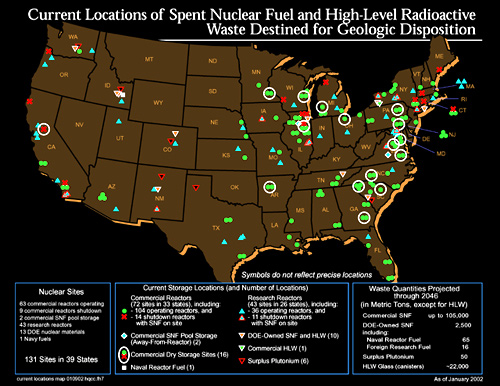 Current Locations of Spent Nuclear Fuel and High-Level Radioactive
Waste Destined for Geologic Disposition
WA
MT
ND
MN
ME
OR
ID
SD
WI
MI
VT
NH
NY
MA
WY
RI
CT
NV
UT
NE
IA
PA
NJ
CA
CO
IL
IN
OH
DE
KS
MO
WV
VA
MD
KY
AZ
NM
OK
AR
TN
NC
SC
TX
LA
MS
AL
GA
FL
Symbols do not reflect precise locations
Nuclear Sites
63 commercial reactors operating
9 commercial reactors shutdown
2 commercial SNF pool storage
43 research reactors
13 DOE nuclear materials
1 Navy fuels
131 Sites in 39 States
Current Storage Locations (and Number of Locations)
Commercial Reactors
(72 sites in 33 states), including:
- 104 operating reactors, and
- 14 shutdown reactors
with SNF on site
Commercial SNF Pool Storage
(Away-From-Reactor) (2)
Commercial Dry Storage Sites (16)
Naval Reactor Fuel (1)
Research Reactors
(43 sites in 26 states), including:
- 36 operating reactors, and
- 11 shutdown reactors
with SNF on site
DOE-Owned SNF and HLW (10)
Commercial HLW (1)
Surplus Plutonium (6)
Waste Quantities Projected
through 2046
(in Metric Tons, except for HLW)
Commercial SNF up to 105,000
DOE-Owned SNF 2,500
including:
Naval Reactor Fuel 65
Foreign Research Fuel 16
Surplus Plutonium 50
HLW (canisters) ~22,000
current locations map 010902 hqcc.fh7
As of January 2002